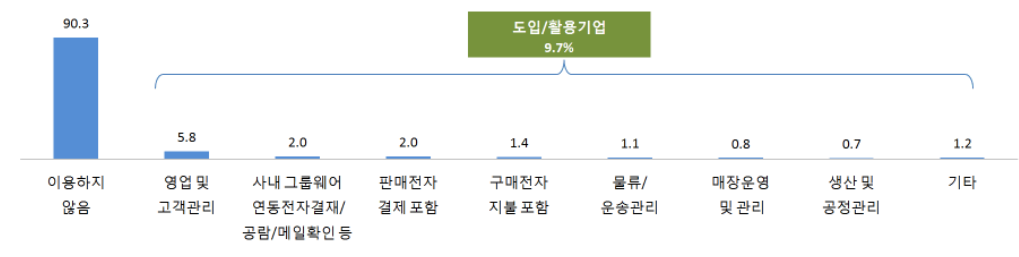 도입/활용기업
9.7%
90.3
5.8
2.0
2.0
1.4
1.1
0.8
0.7
1.2
이용하지
않음
영업 및
고객관리
사내 그룹웨어
연동전자결재/
공람/메일확인 등
판매전자
결제 포함
구매전자
지불 포함
물류/
운송관리
매장운영
및 관리
생산 및
공정관리
기타